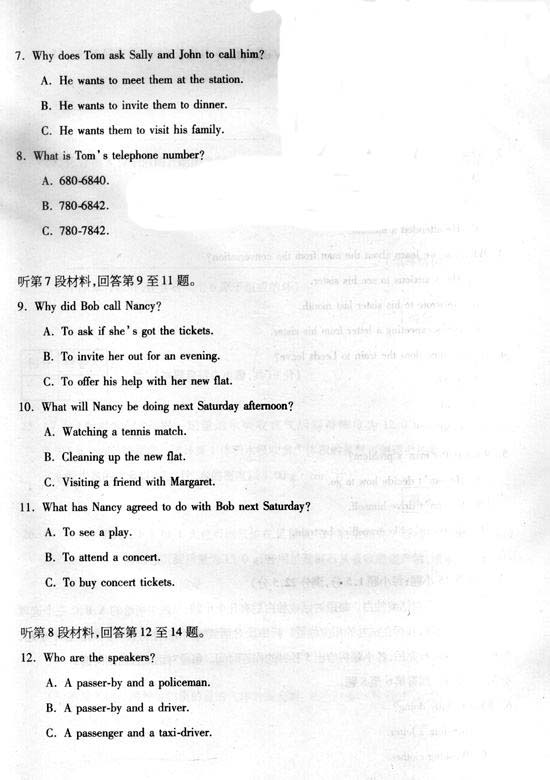 7. Why does Tom ask Sally and John to call him?
A. He wants to meet them at the station.
B. He wants to invite them to dinner.
C. He wants them to visit his family.
8. What is Tom's telephone number?
A. 680-6840.
B. 780-6842.
C. 780-7842.
听第7段材料,回答第9至11题。
9. Why did Bob call Nancy?
A. To ask if she's got the tickets.
B. To invite her out for an evening.
C. To offer his help with her new flat.
10. What will Nancy be doing next Saturday afternoon?
A. Watching a tennis match.
B. Cleaning up the new flat.
C. Visiting a friend with Margaret.
11. What has Nancy agreed to do with Bob next Saturday?
A. To see a play.
B. To attend a concert.
C. To buy concert tickets.
听第8段材料,回答第12至14题。
12. Who are the speakers?
A. A passer-by and a policeman.
B. A passer-by and a driver.
C. A passenger and a taxi-driver.